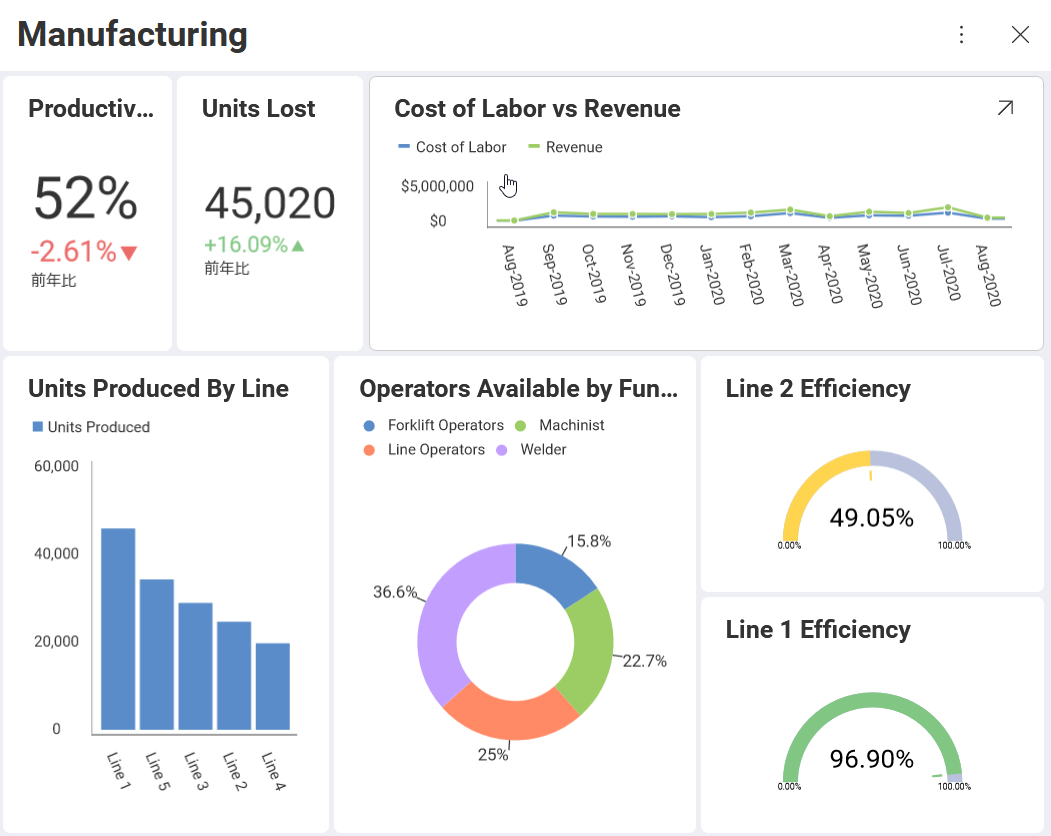 Manufacturing
Productiv...
52%
-2.61%▼
前年比
Units Lost
45,020
+16.09%▲
前年比
Cost of Labor vs Revenue
Cost of Labor
Revenue
$5,000,000
$0
Aug-2019
Sep-2019
Oct-2019
Nov-2019
Dec-2019
Jan-2020
Feb-2020
Mar-2020
Apr-2020
May-2020
Jun-2020
Jul-2020
Aug-2020
Units Produced By Line
Units Produced
60,000
40,000
20,000
0
Line 1
Line 5
Line 3
Line 2
Line 4
Operators Available by Fun...
Forklift Operators
Machinist
Line Operators
Welder
15.8%
36.6%
22.7%
25%
Line 2 Efficiency
49.05%
0.00%
100.00%
Line 1 Efficiency
96.90%
0.00%
100.00%